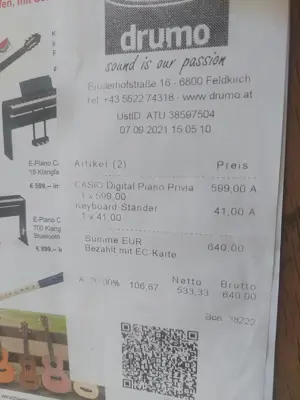 drumo
sound is our passion
Bruderhofstraße 16 - 6800 Feldkirch
tel +43 5522 74318 - www.drumo.at
UstID ATU 38597504
07.09.2021 15:05:10
Artikel (2) Preis
CASIO Digital Piano Privia 599,00 A
1 x 599,00
Keyboard-Ständer 41,00 A
1 x 41,00
Summe EUR 640,00
Bezahlt mit EC-Karte
Netto Brutto
106,67 533,33 640,00
E-Piano C
€ 599,–
E-Piano C
Bluetooth